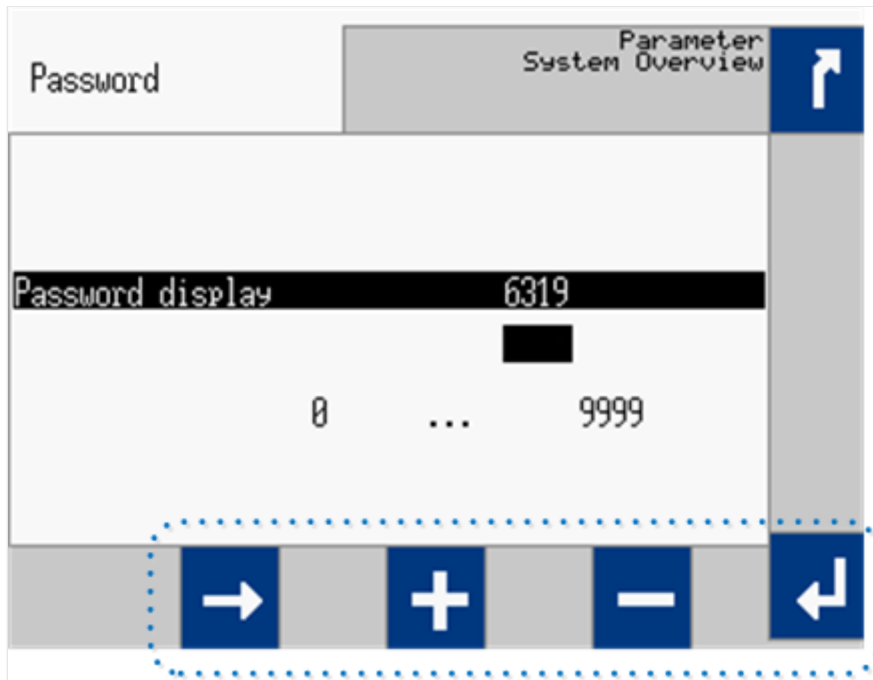 Password
Parameter
System Overview
Password display 6319
0 ... 9999